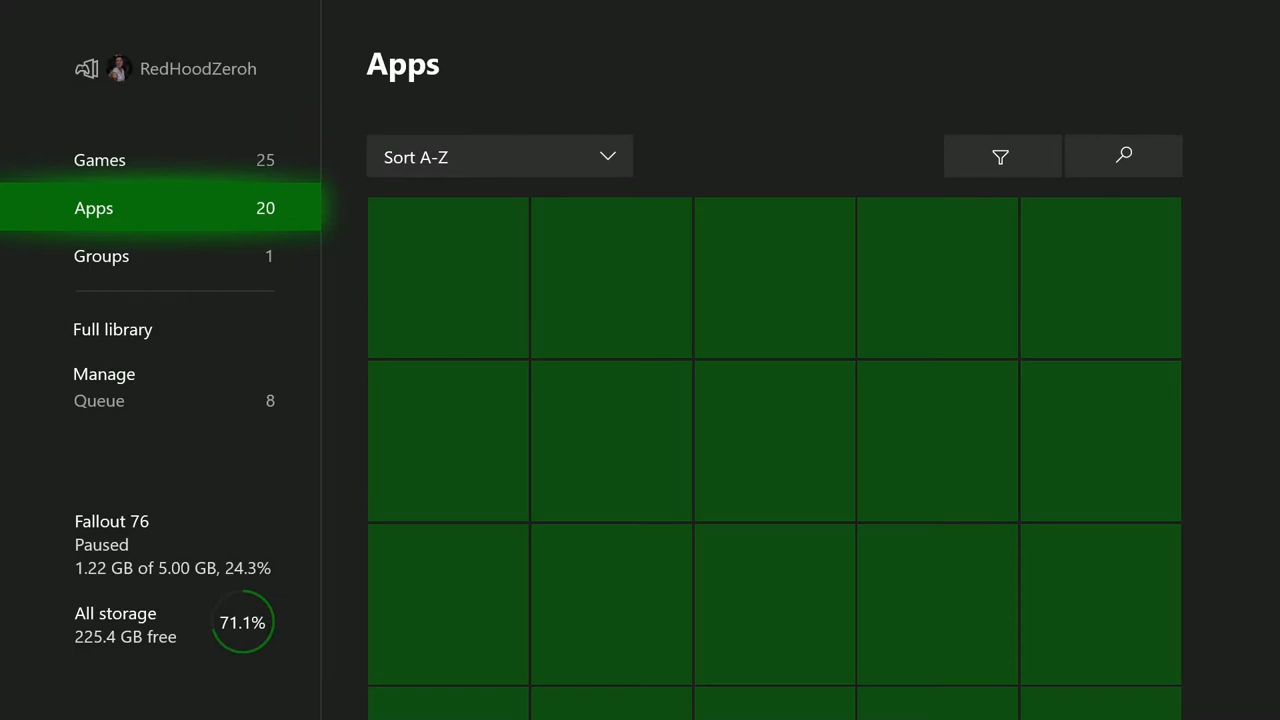 RedHoodZeroh
Games 25
Apps 20
Groups 1
Full library
Manage
Queue 8
Fallout 76
Paused
1.22 GB of 5.00 GB, 24.3%
All storage
225.4 GB free
71.1%
Apps
Sort A-Z